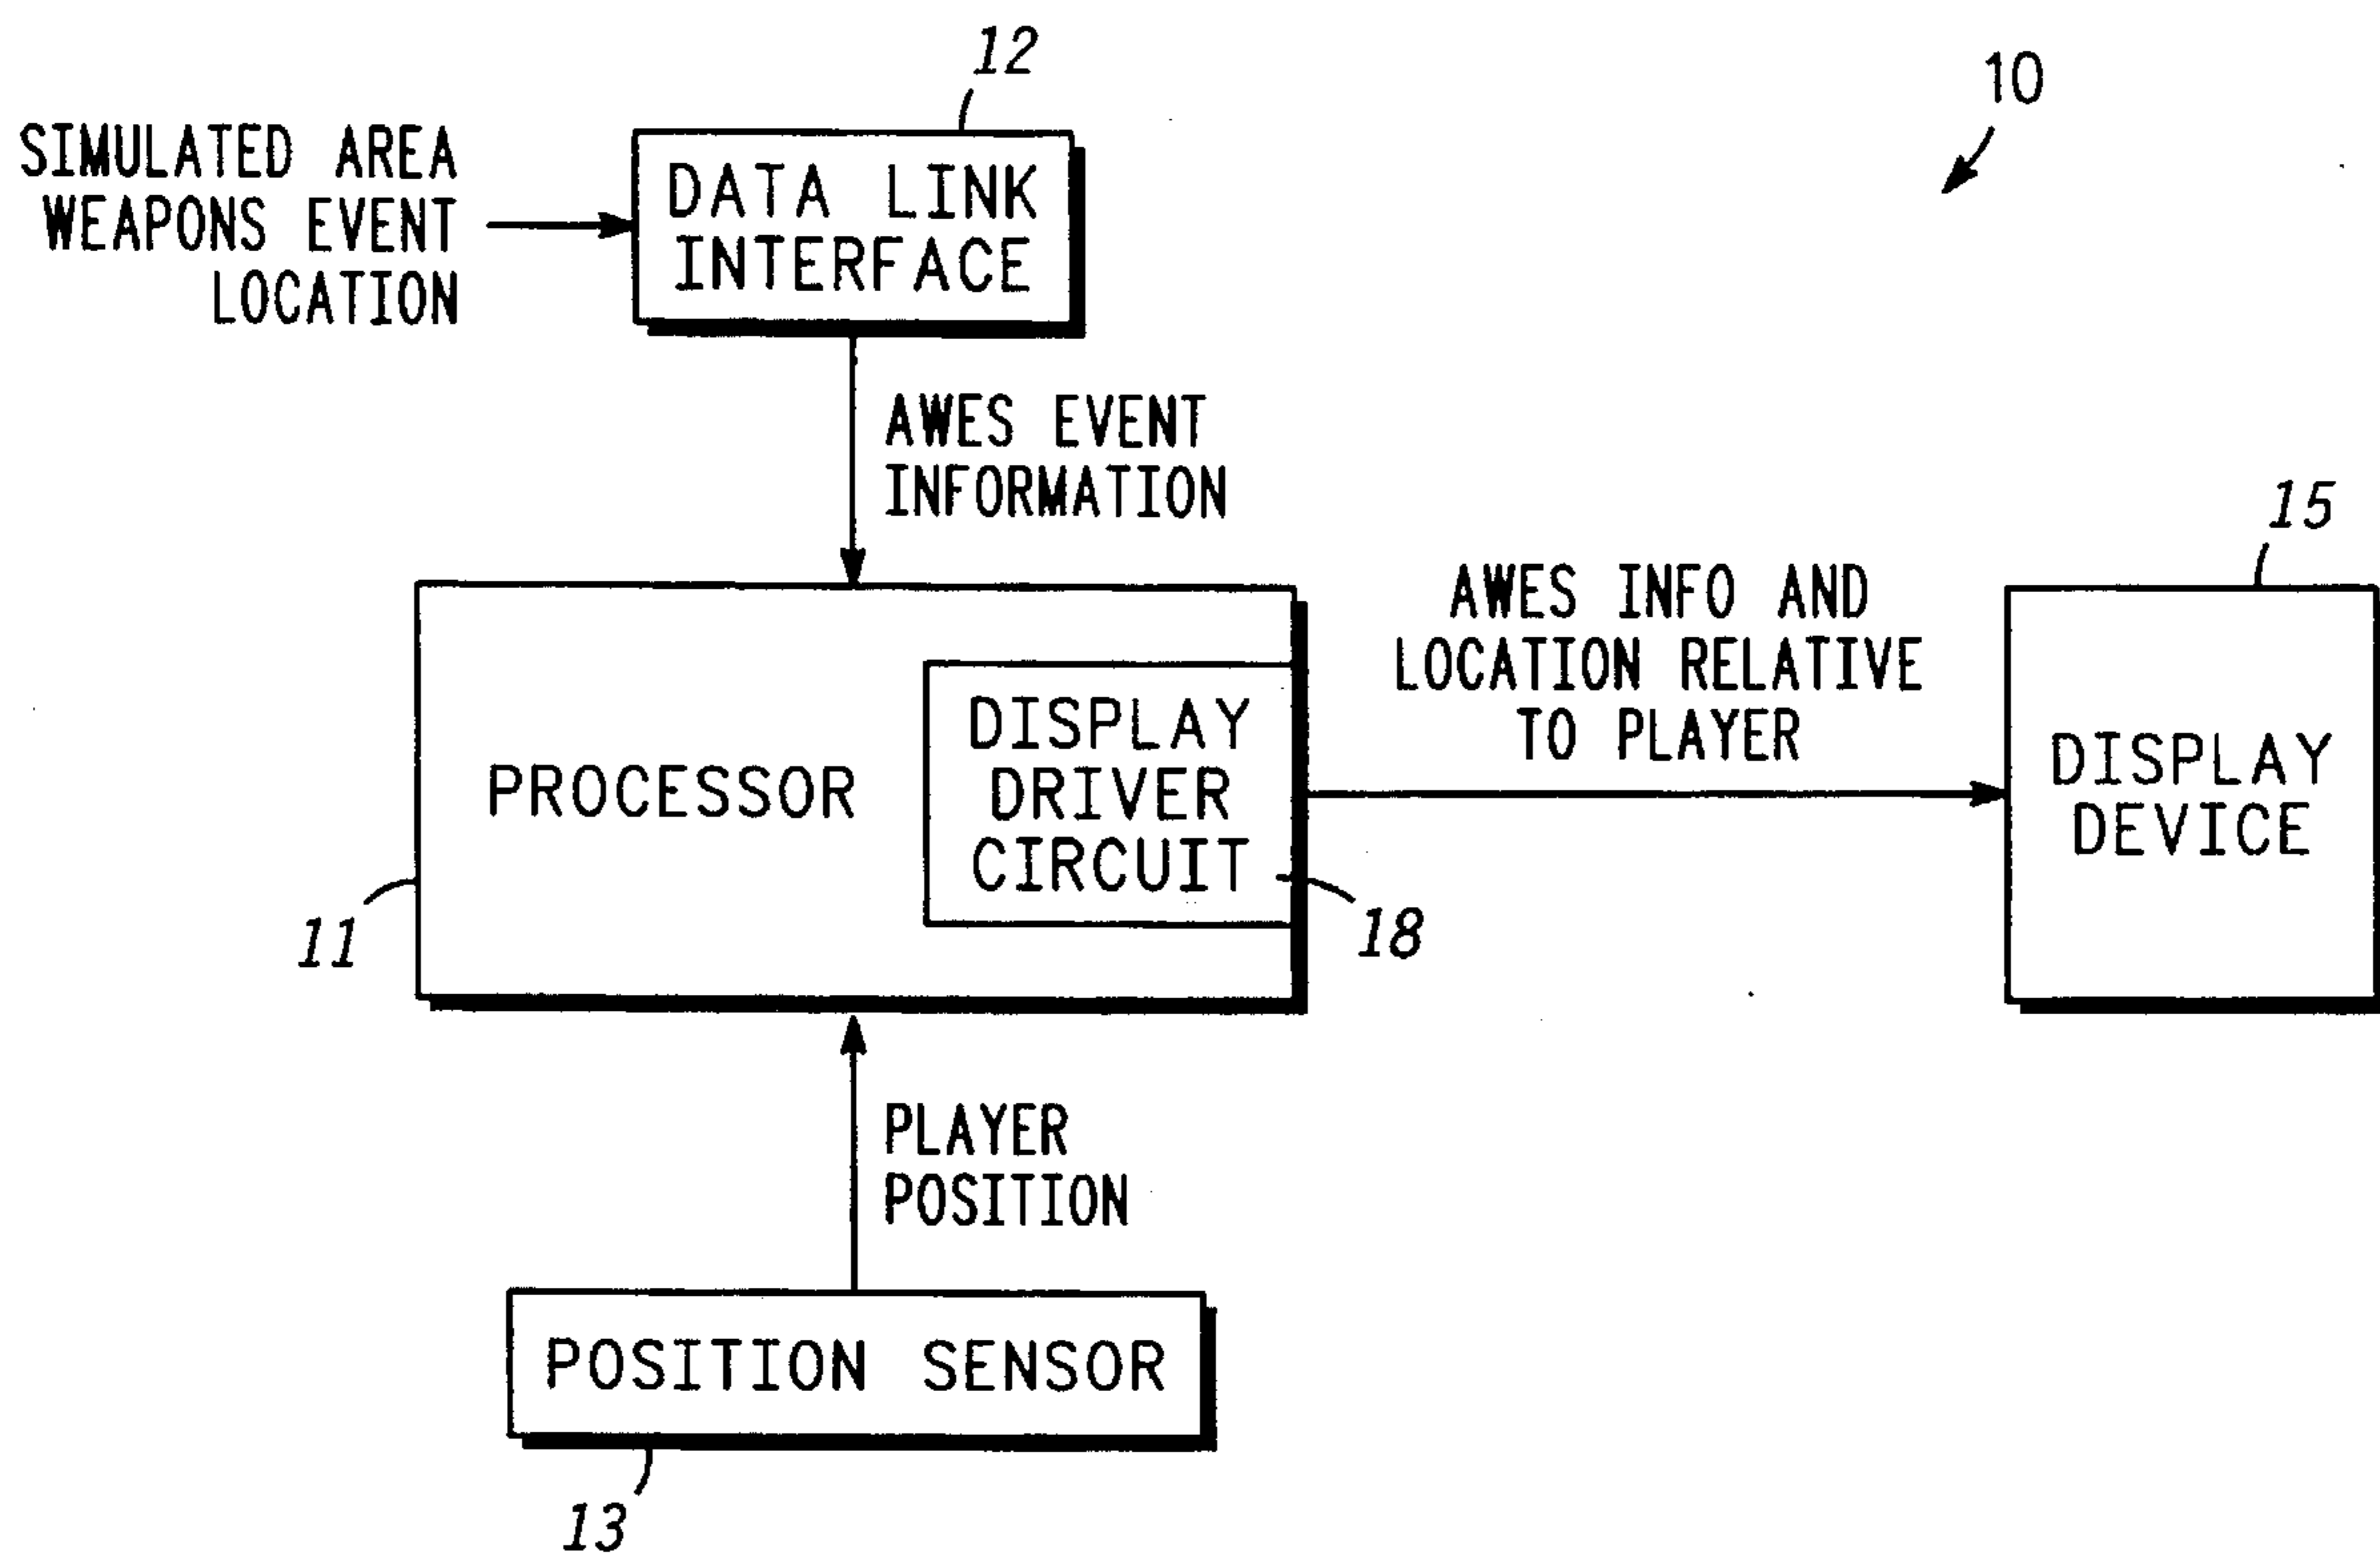 12
10
SIMULATED AREA
WEAPONS EVENT
LOCATION
DATA LINK
INTERFACE
AWES EVENT
INFORMATION
15
AWES INFO AND
LOCATION RELATIVE
TO PLAYER
PROCESSOR
DISPLAY
DRIVER
CIRCUIT
DISPLAY
DEVICE
11
18
PLAYER
POSITION
POSITION SENSOR
13